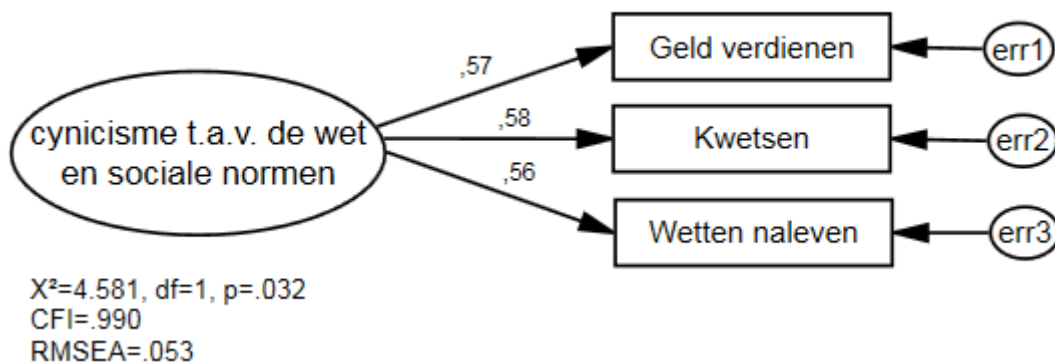 Geld verdienen
err1
,57
cynicisme t.a.v. de wet
en sociale normen
,58
Kwetsen
err2
,56
Wetten naleven
err3
X²=4.581, df=1, p=.032
CFI=.990
RMSEA=.053